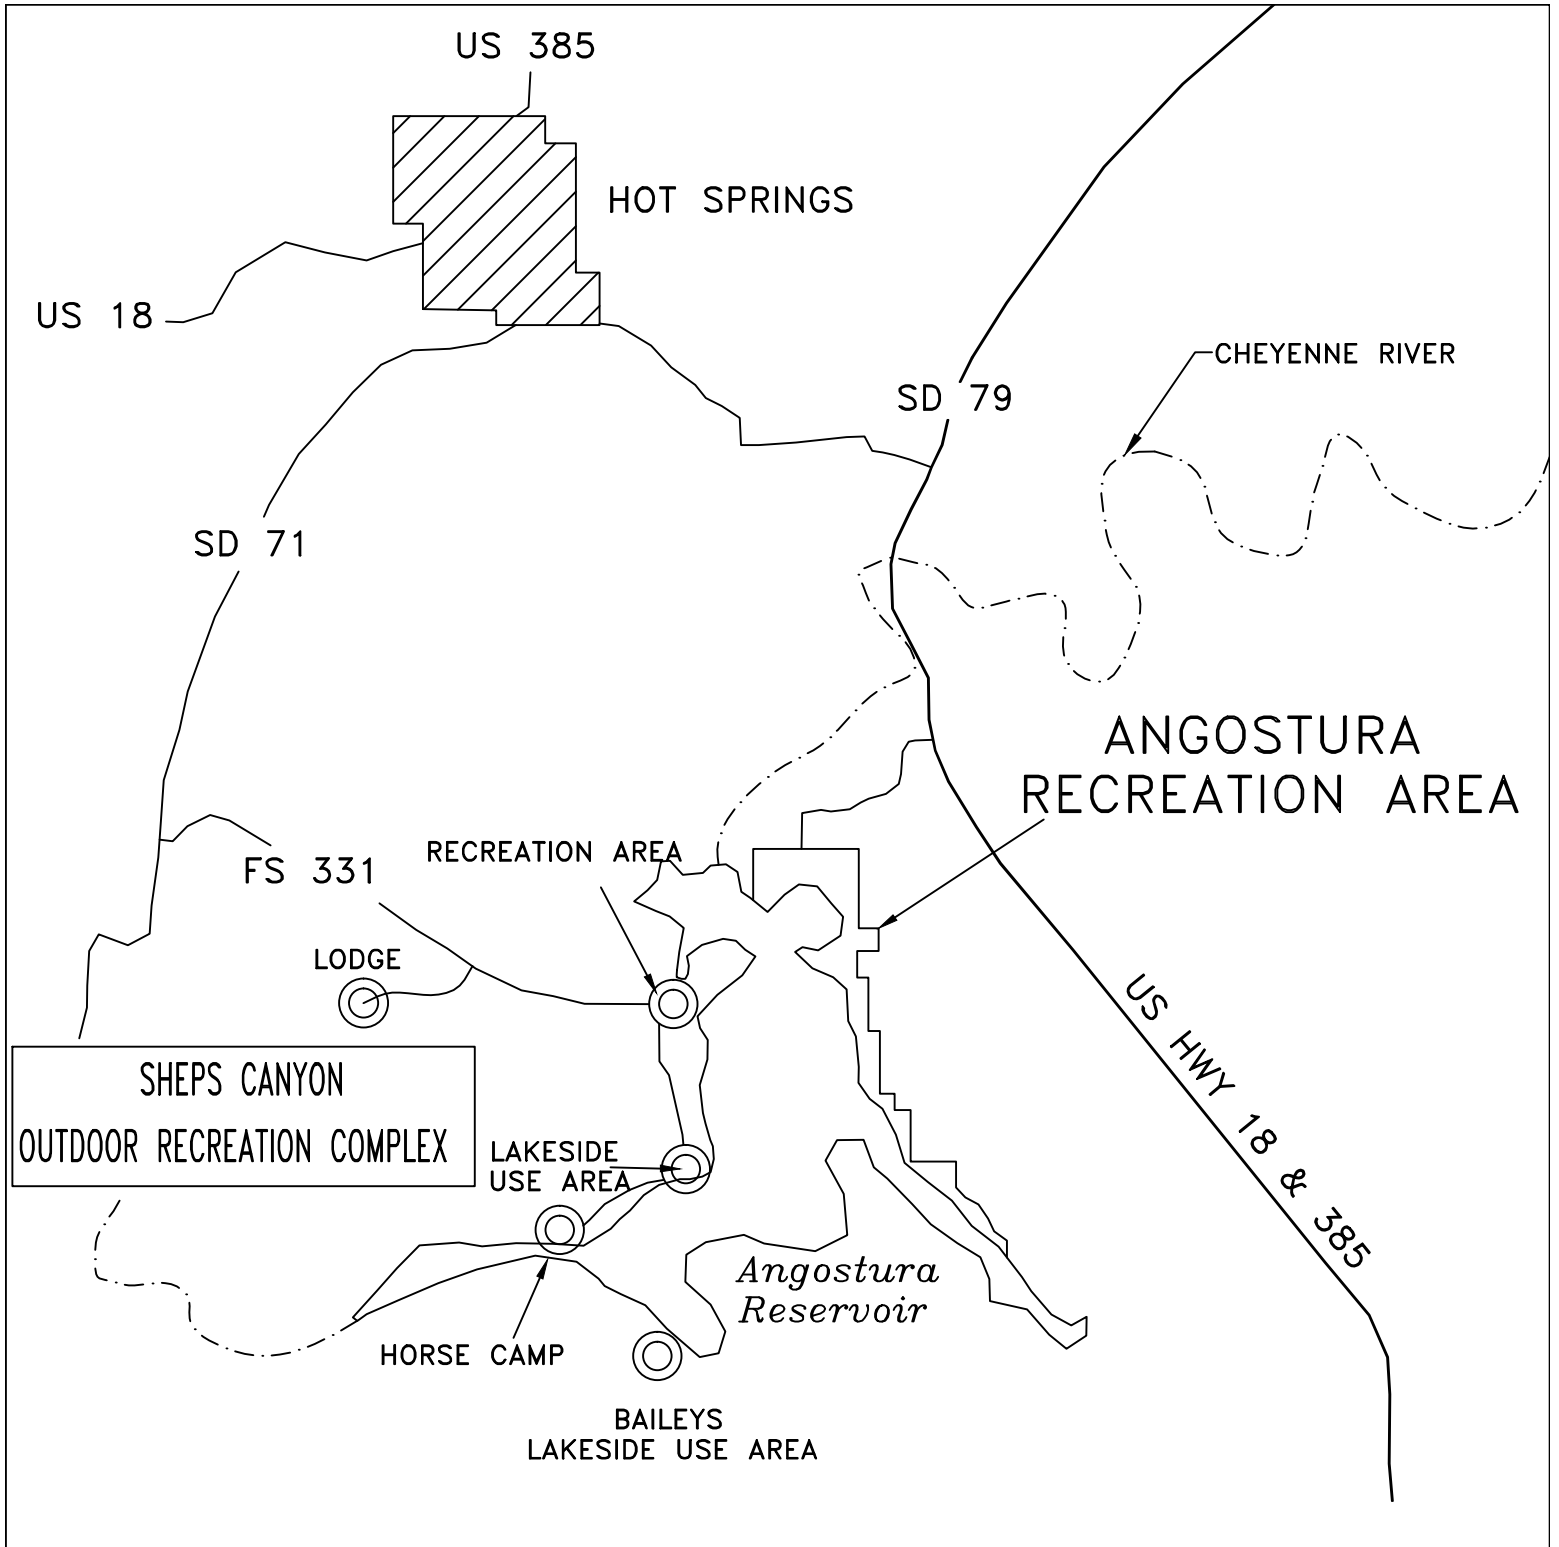 US 385
HOT SPRINGS
US 18
CHEYENNE RIVER
SD 79
SD 71
ANGOSTURA
RECREATION AREA
RECREATION AREA
FS 331
LODGE
US HWY 18 & 385
SHEPS CANYON
OUTDOOR RECREATION COMPLEX
LAKESIDE
USE AREA
Angostura
Reservoir
HORSE CAMP
BAILEYS
LAKESIDE USE AREA